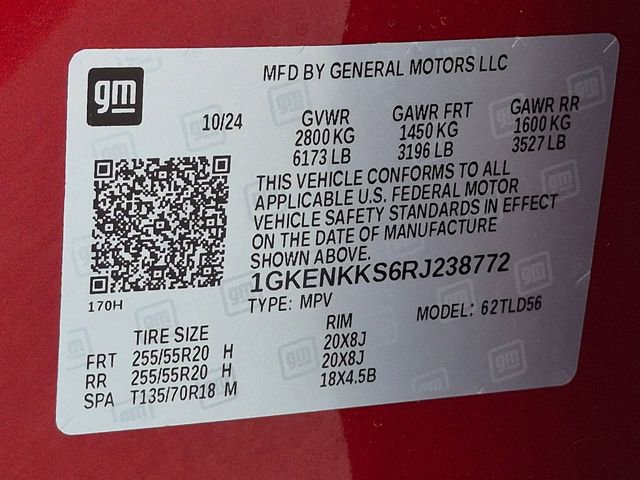 gm
MFD BY GENERAL MOTORS LLC
10/24
GVWR GAWR FRT GAWR RR
2800 KG 1450 KG 1600 KG
6173 LB 3196 LB 3527 LB
THIS VEHICLE CONFORMS TO ALL
APPLICABLE U.S. FEDERAL MOTOR
VEHICLE SAFETY STANDARDS IN EFFECT
ON THE DATE OF MANUFACTURE
SHOWN ABOVE.
1GKENKKS6RJ238772
170H
TYPE: MPV MODEL: 62TLD56
TIRE SIZE RIM
FRT 255/55R20 H 20X8J
RR 255/55R20 H 20X8J
SPA T135/70R18 M 18X4.5B